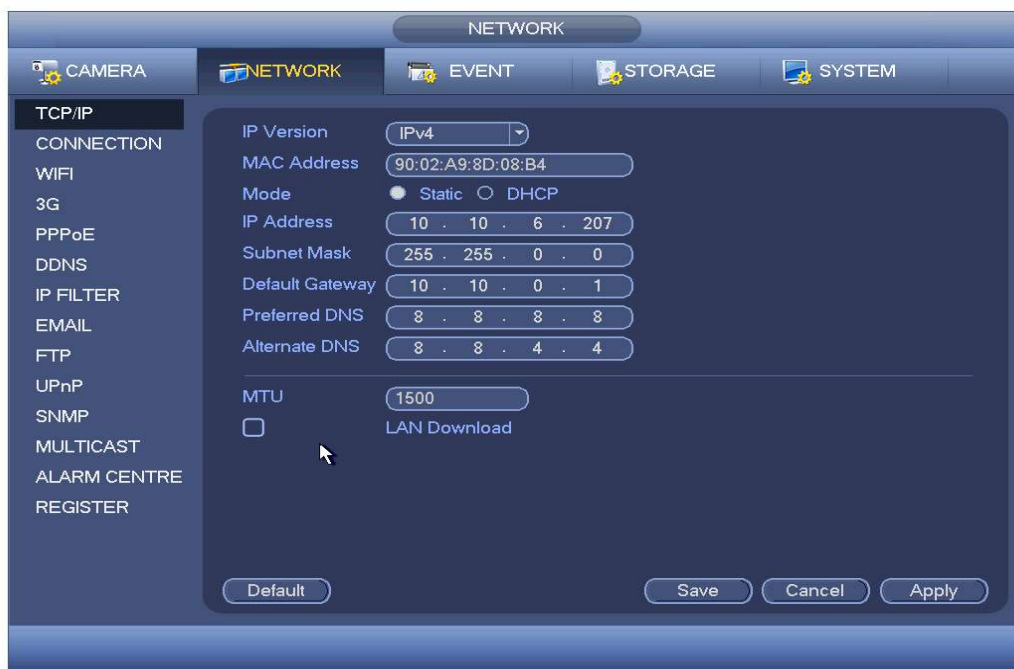 NETWORK
CAMERA NETWORK EVENT STORAGE SYSTEM
TCP/IP
CONNECTION
WIFI
3G
PPPoE
DDNS
IP FILTER
EMAIL
FTP
UPnP
SNMP
MULTICAST
ALARM CENTRE
REGISTER
IP Version IPv4
MAC Address 90:02:A9:8D:08:B4
Mode Static DHCP
IP Address 10 . 10 . 6 . 207
Subnet Mask 255 . 255 . 0 . 0
Default Gateway 10 . 10 . 0 . 1
Preferred DNS 8 . 8 . 8 . 8
Alternate DNS 8 . 8 . 4 . 4
MTU 1500
LAN Download
Default Save Cancel Apply